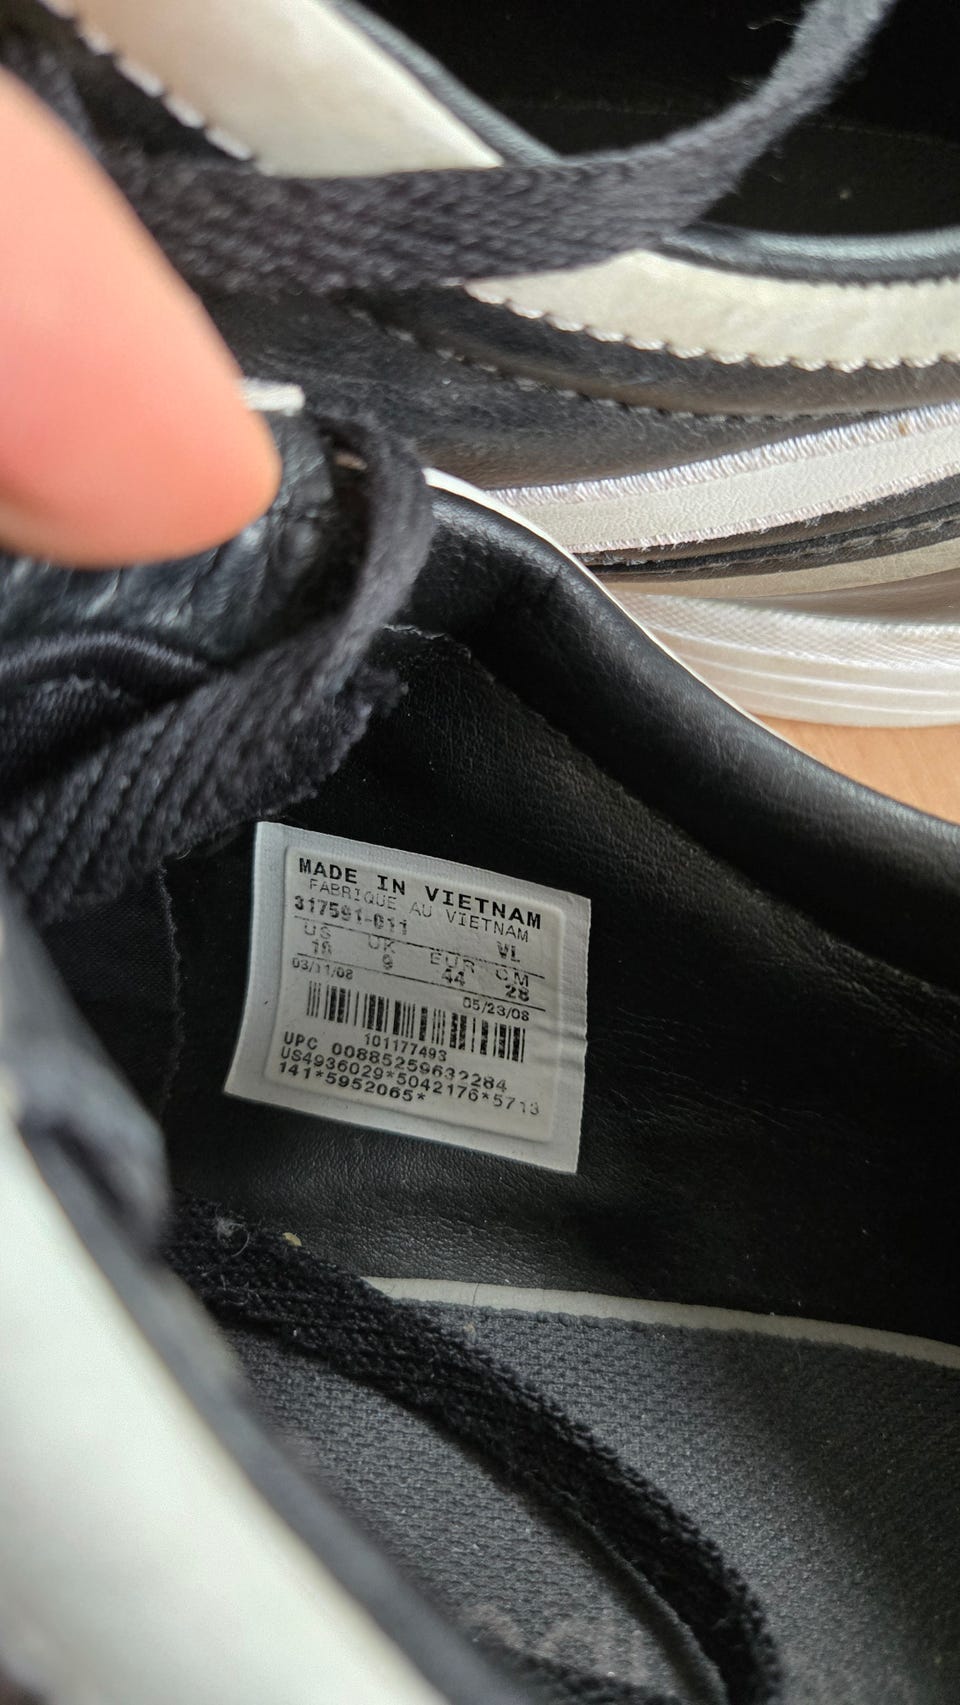 MADE IN VIETNAM
FABRIQUE AU VIETNAM
317591-011 VL
US UK EUR CM
10 9 44 28
03/11/08 05/23/08
101177493
UPC 00885259632284
US4936029*5042176*5713
141*5952065*